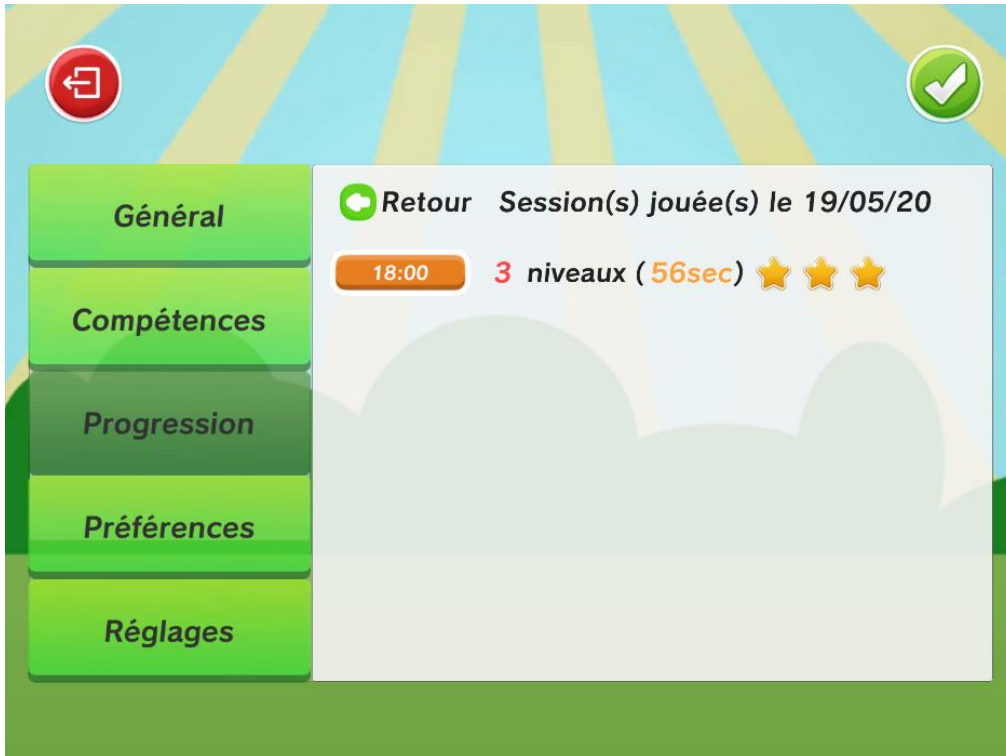 Général
Compétences
Progression
Préférences
Réglages
Retour Session(s) jouée(s) le 19/05/20
18:00 3 niveaux ( 56sec)